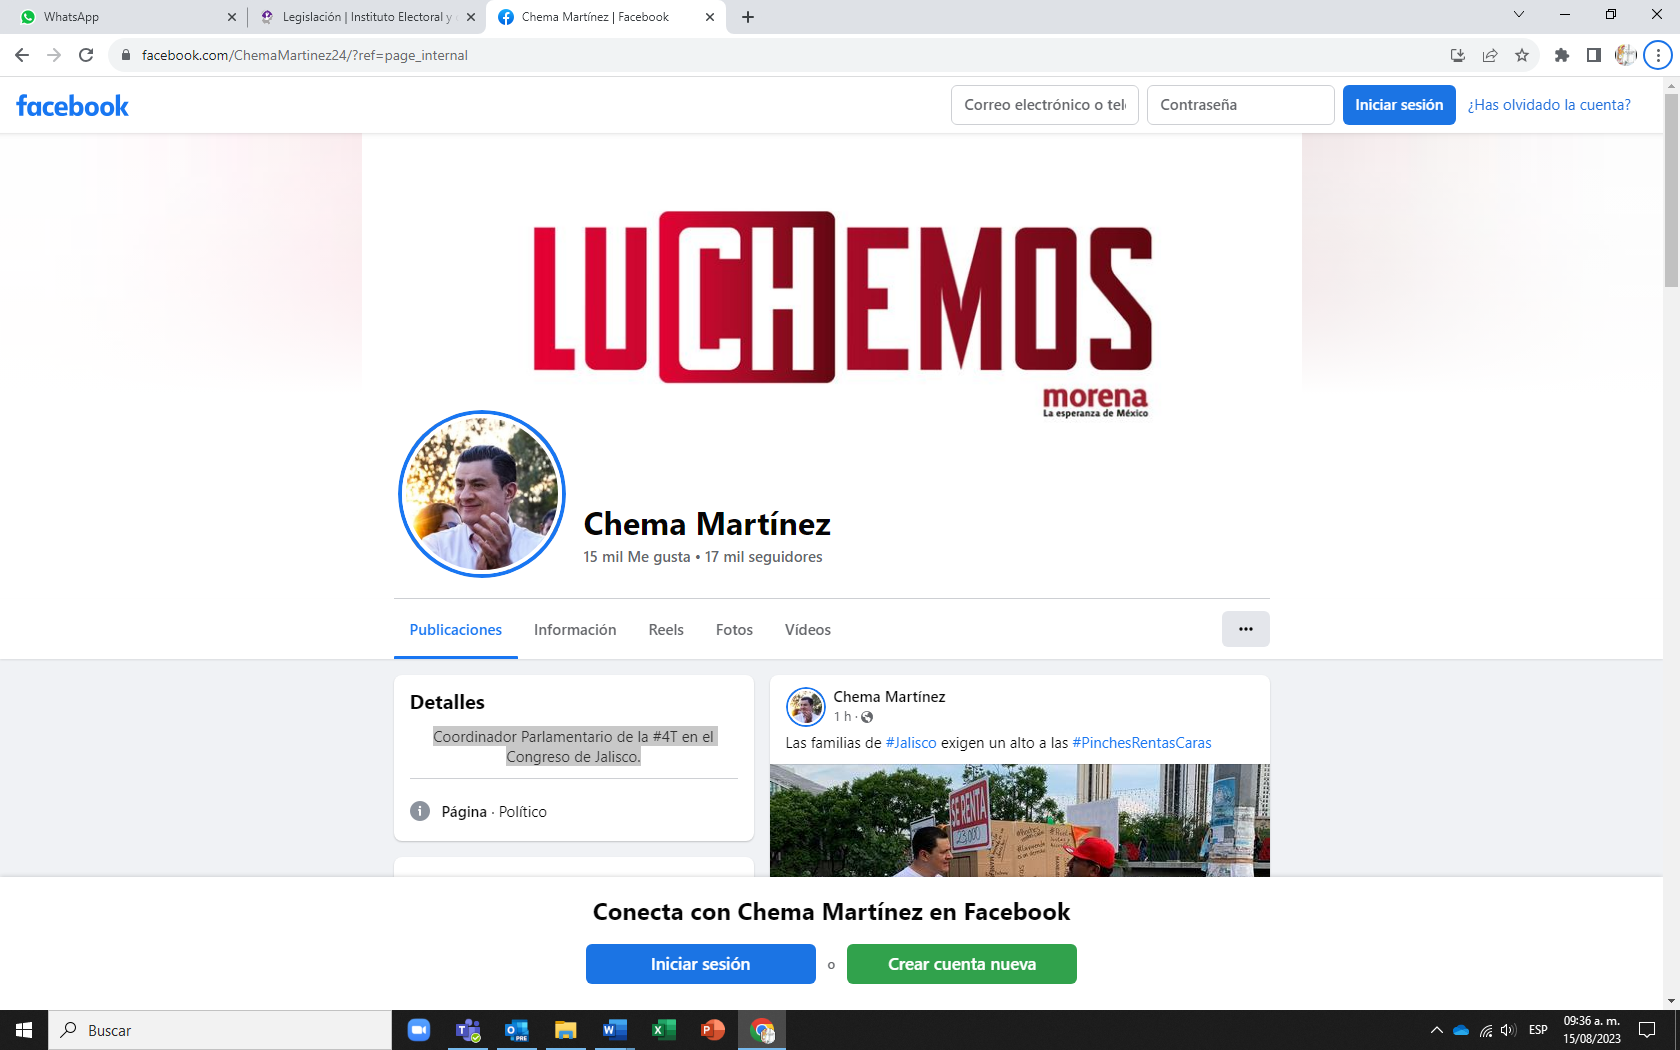 WhatsApp
Legislación | Instituto Electoral y
Chema Martínez | Facebook
facebook.com/ChemaMartinez24/?ref=page_internal
facebook
Correo electrónico o tel
Contraseña
Iniciar sesión
¿Has olvidado la cuenta?
LUCHEMOS
morena
La esperanza de México
Chema Martínez
15 mil Me gusta • 17 mil seguidores
Publicaciones
Información
Reels
Fotos
Vídeos
Detalles
Coordinador Parlamentario de la #4T en el
Congreso de Jalisco.
Página · Político
Chema Martínez
1 h ·
Las familias de #Jalisco exigen un alto a las #PinchesRentasCaras
SE RENTA
Conecta con Chema Martínez en Facebook
Iniciar sesión
o
Crear cuenta nueva
Buscar
ESP
09:36 a. m.
15/08/2023